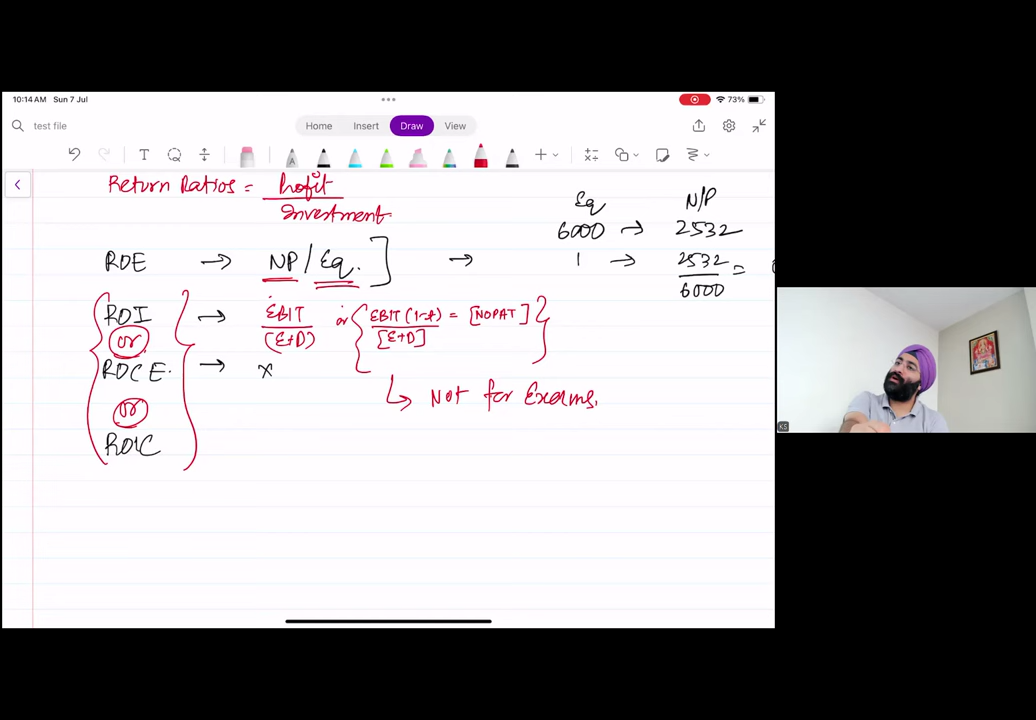 10:14 AM Sun 7 Jul
73%
test file
Home Insert Draw View
Return Ratios = Profit
Investment
Eq N/P
6000 → 2532
ROE → NP / Eq. ] → 1 → 2532 =
6000
ROI → EBIT or { EBIT(1-t) = [NOPAT] }
(E+D) [E+D]
or
ROCE. → x
↳ Not for Exams.
or
ROIC
KS